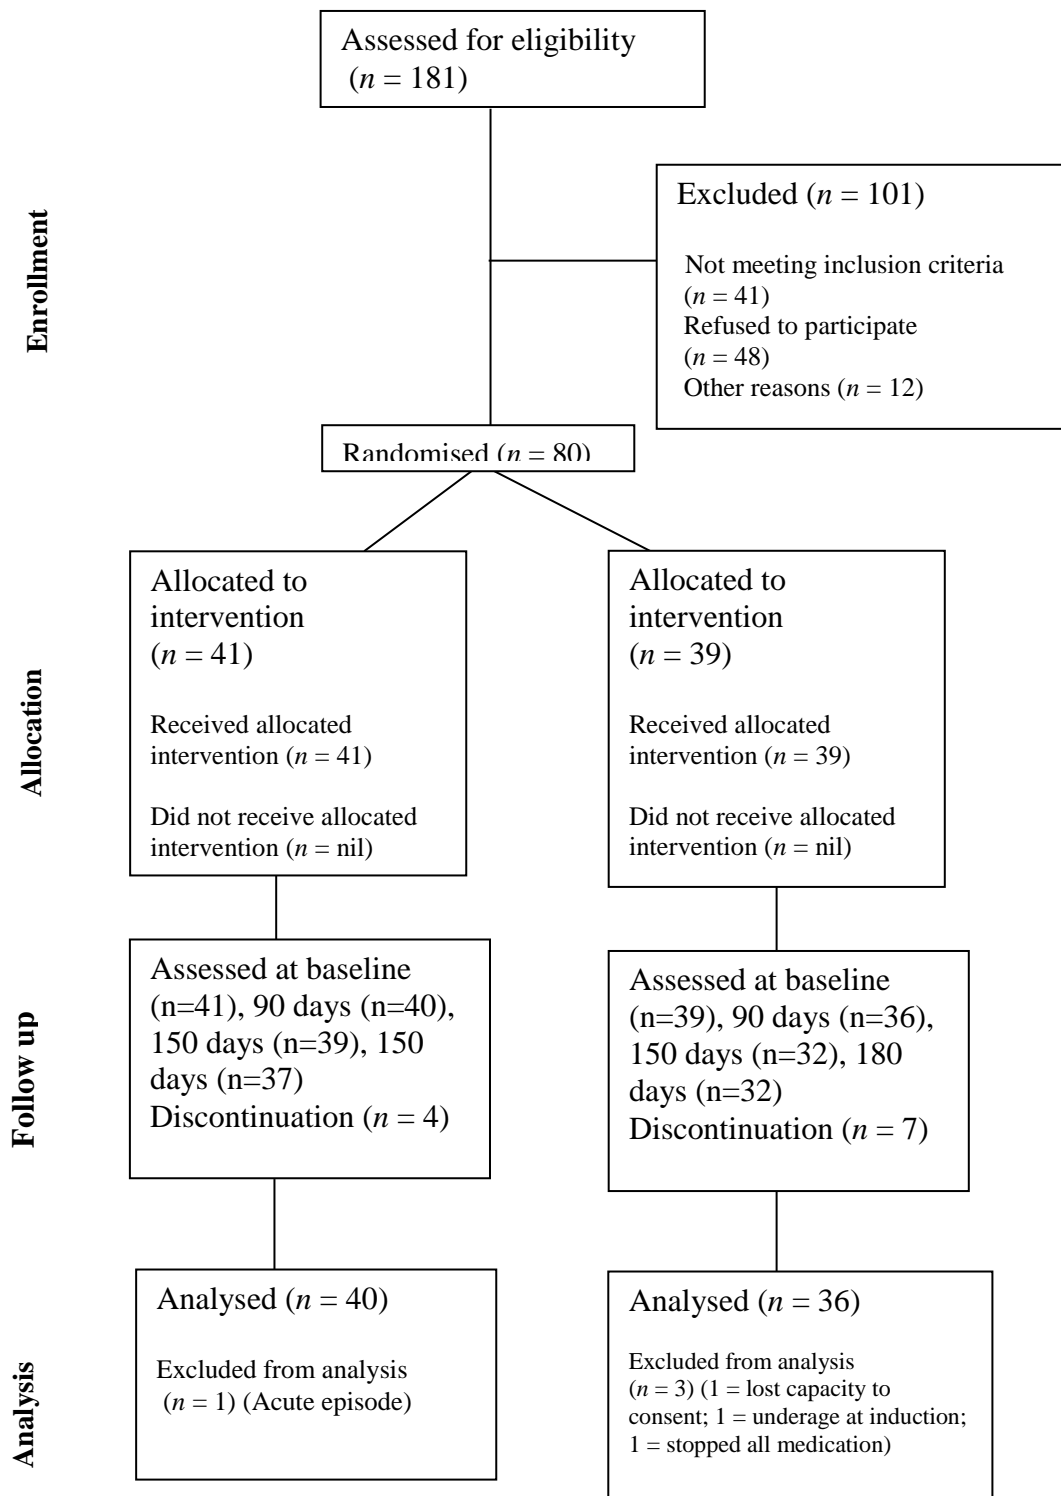 Assessed for eligibility
(n = 181)
Enrollment
Excluded (n = 101)
Not meeting inclusion criteria
(n = 41)
Refused to participate
(n = 48)
Other reasons (n = 12)
Randomised (n = 80)
Allocation
Allocated to
intervention
(n = 41)
Received allocated
intervention (n = 41)
Did not receive allocated
intervention (n = nil)
Allocated to
intervention
(n = 39)
Received allocated
intervention (n = 39)
Did not receive allocated
intervention (n = nil)
Follow up
Assessed at baseline
(n=41), 90 days (n=40),
150 days (n=39), 150
days (n=37)
Discontinuation (n = 4)
Assessed at baseline
(n=39), 90 days (n=36),
150 days (n=32), 180
days (n=32)
Discontinuation (n = 7)
Analysis
Analysed (n = 40)
Excluded from analysis
(n = 1) (Acute episode)
Analysed (n = 36)
Excluded from analysis
(n = 3) (1 = lost capacity to
consent; 1 = underage at induction;
1 = stopped all medication)